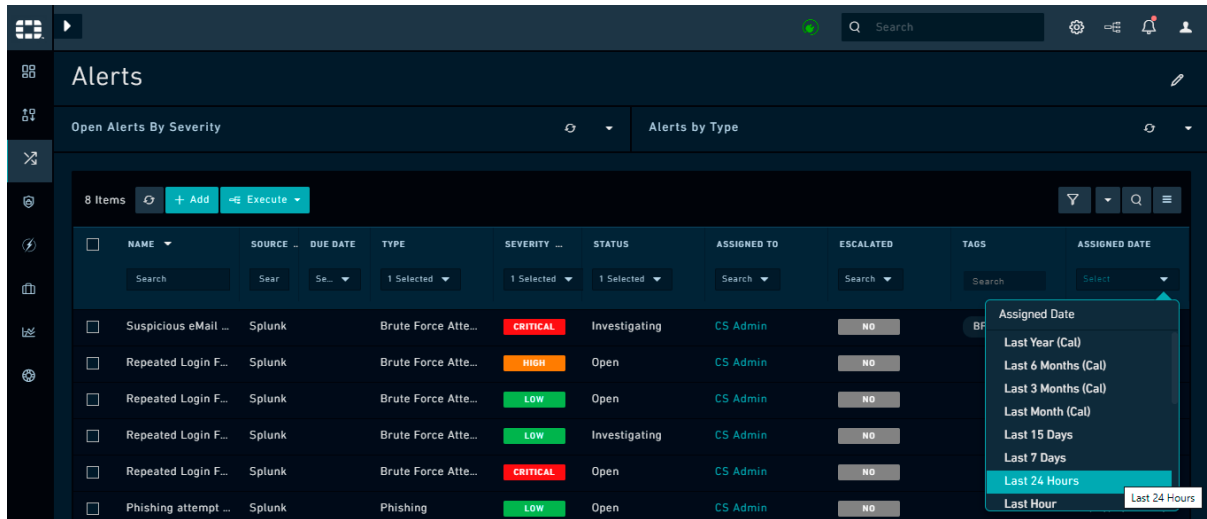 Search
Alerts
Open Alerts By Severity
Alerts by Type
8 Items + Add Execute
NAME SOURCE .. DUE DATE TYPE SEVERITY ... STATUS ASSIGNED TO ESCALATED TAGS ASSIGNED DATE
Search Sear Se... 1 Selected 1 Selected 1 Selected Search Search Search Select
Suspicious eMail ... Splunk Brute Force Atte... CRITICAL Investigating CS Admin NO BF
Repeated Login F... Splunk Brute Force Atte... HIGH Open CS Admin NO
Repeated Login F... Splunk Brute Force Atte... LOW Open CS Admin NO
Repeated Login F... Splunk Brute Force Atte... LOW Investigating CS Admin NO
Repeated Login F... Splunk Brute Force Atte... CRITICAL Open CS Admin NO
Phishing attempt ... Splunk Phishing LOW Open CS Admin NO
Assigned Date
Last Year (Cal)
Last 6 Months (Cal)
Last 3 Months (Cal)
Last Month (Cal)
Last 15 Days
Last 7 Days
Last 24 Hours
Last Hour
Last 24 Hours